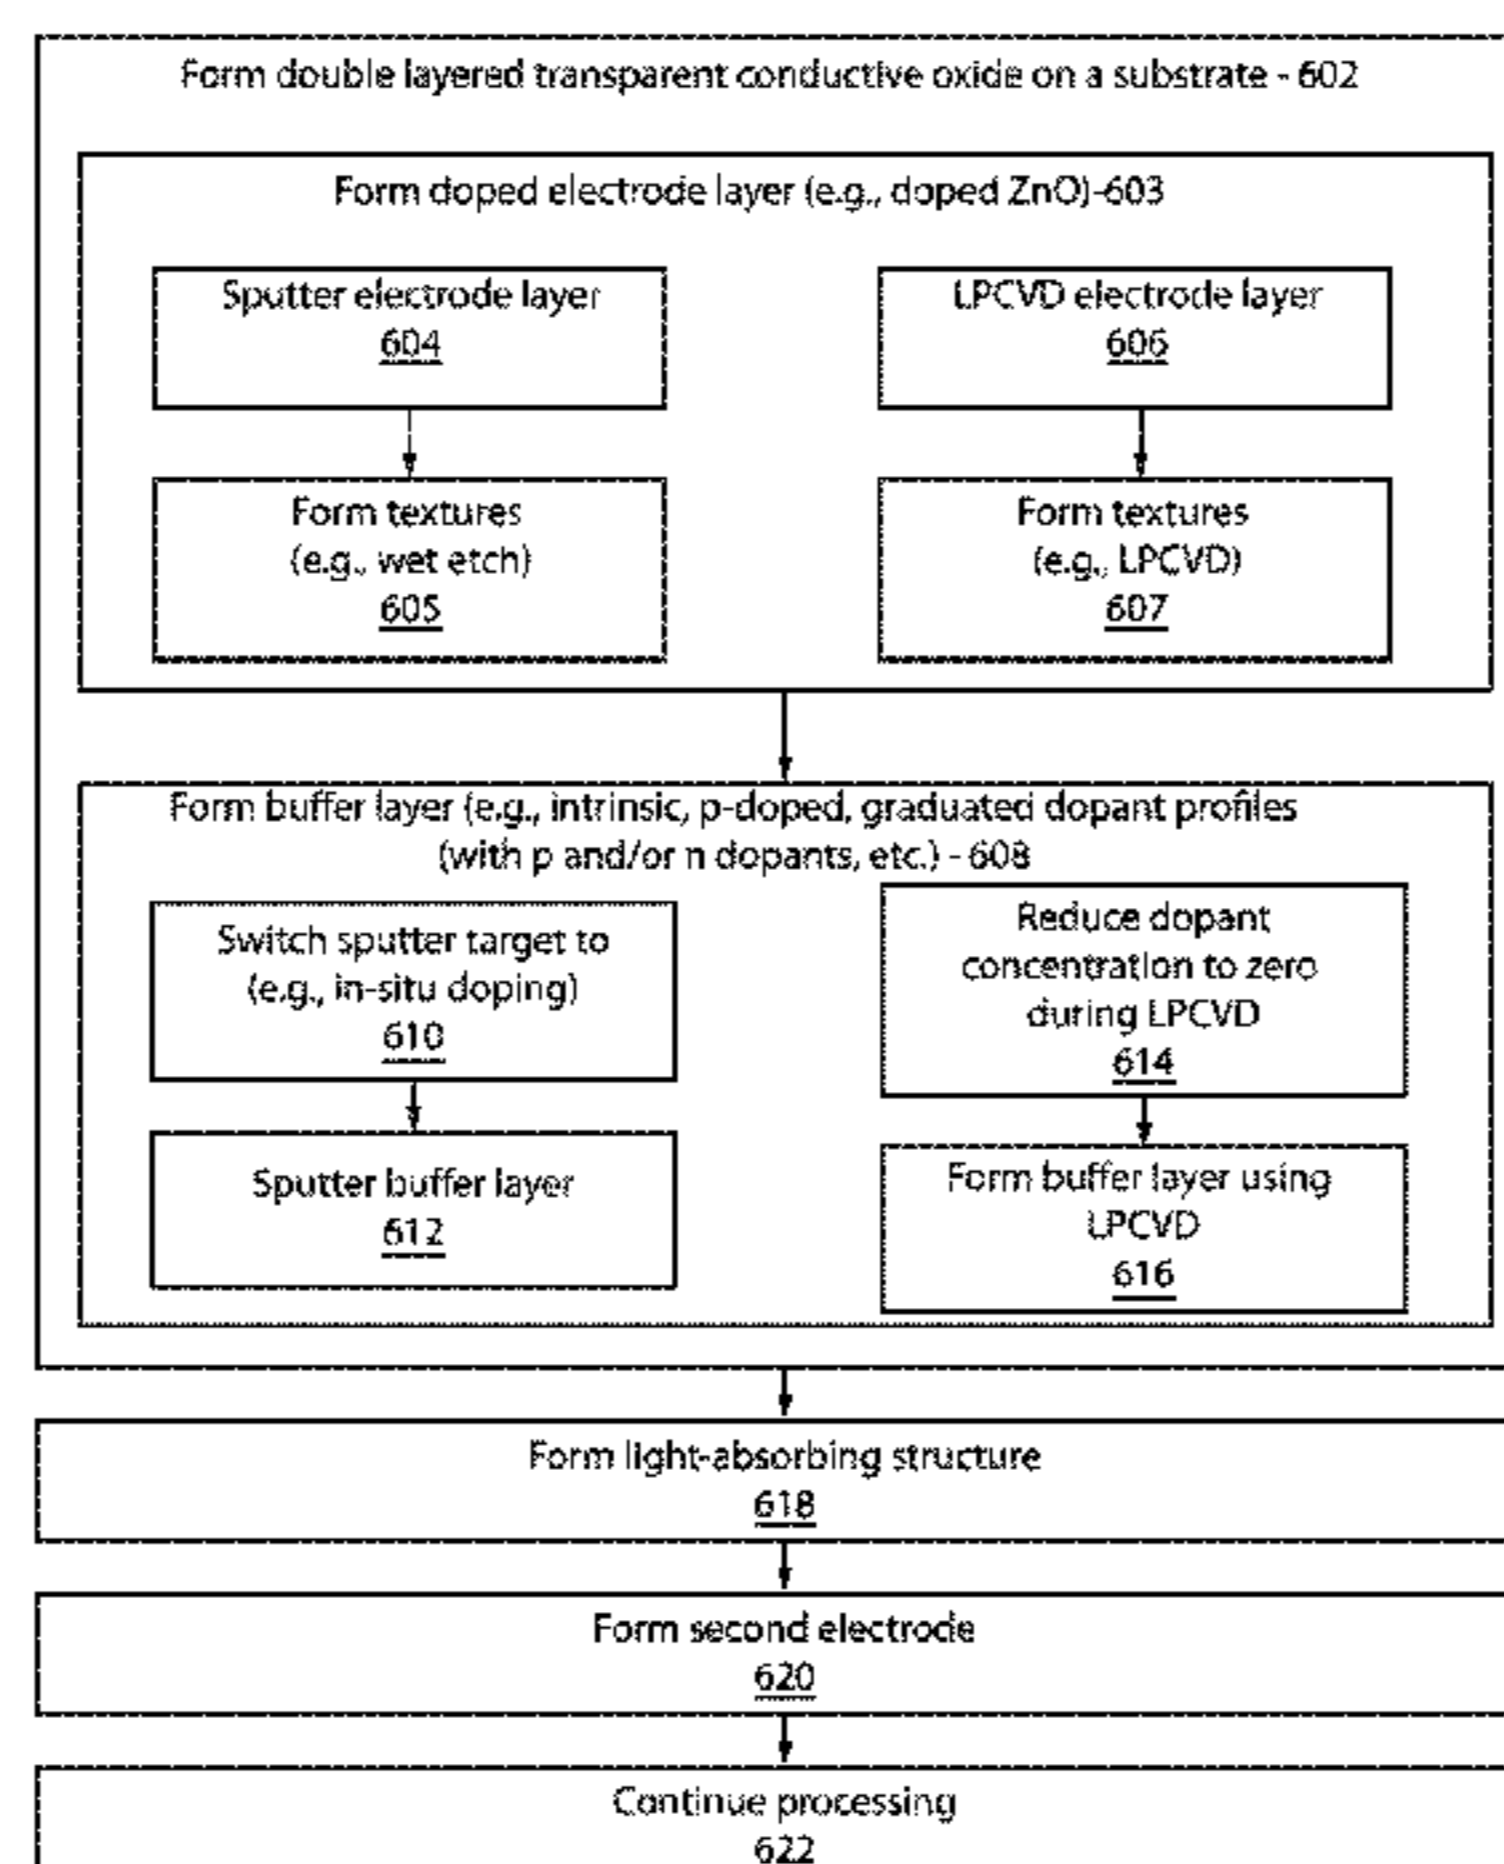 Form double layered transparent conductive oxide on a substrate - 602
Form doped electrode layer (e.g., doped ZnO)-603
Sputter electrode layer
604
LPCVD electrode layer
606
Form textures
(e.g., wet etch)
605
Form textures
(e.g., LPCVD)
607
Form buffer layer (e.g., intrinsic, p-doped, graduated dopant profiles
(with p and/or n dopants, etc.) - 608
Switch sputter target to
(e.g., in-situ doping)
610
Reduce dopant
concentration to zero
during LPCVD
614
Sputter buffer layer
612
Form buffer layer using
LPCVD
616
Form light-absorbing structure
618
Form second electrode
620
Continue processing
622